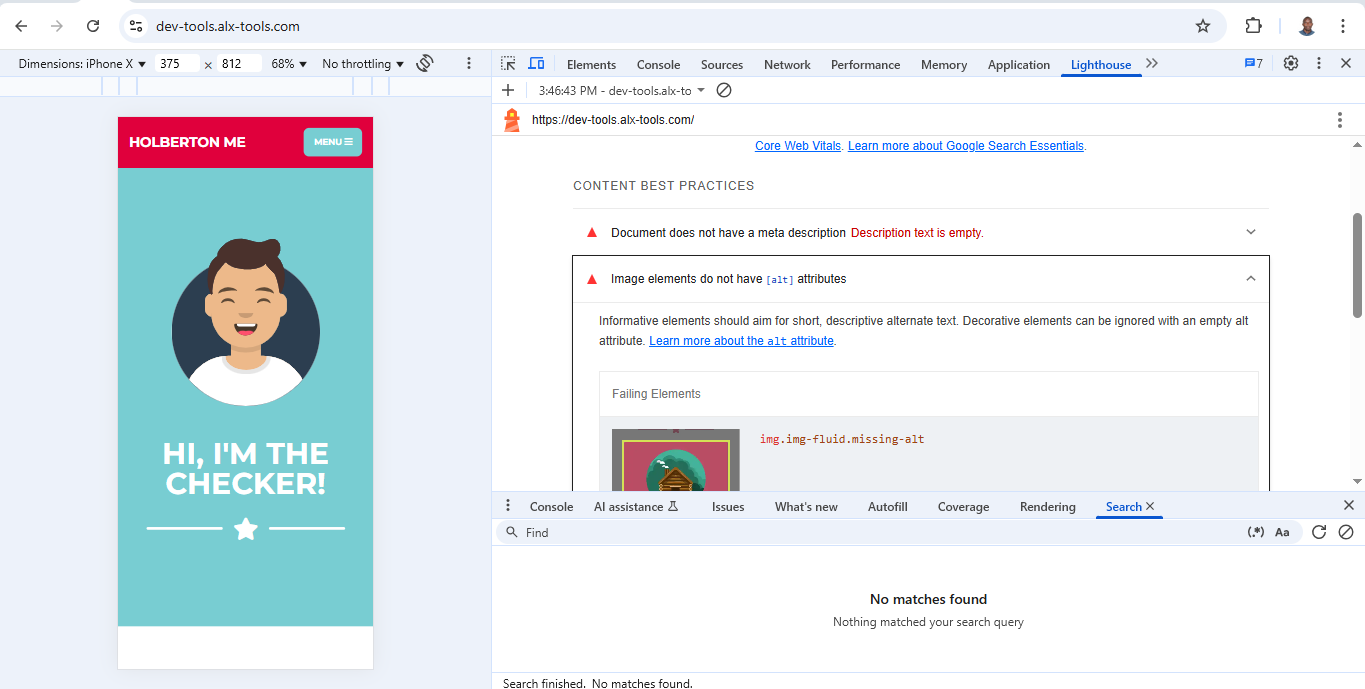 dev-tools.alx-tools.com
Dimensions: iPhone X 375 × 812 68% No throttling
Elements Console Sources Network Performance Memory Application Lighthouse 7
3:46:43 PM - dev-tools.alx-to
https://dev-tools.alx-tools.com/
HOLBERTON ME
MENU
HI, I'M THE
CHECKER!
Core Web Vitals. Learn more about Google Search Essentials.
CONTENT BEST PRACTICES
Document does not have a meta description Description text is empty.
Image elements do not have [alt] attributes
Informative elements should aim for short, descriptive alternate text. Decorative elements can be ignored with an empty alt
attribute. Learn more about the alt attribute.
Failing Elements
img.img-fluid.missing-alt
Console AI assistance Issues What's new Autofill Coverage Rendering Search
Find (.*) Aa
No matches found
Nothing matched your search query
Search finished. No matches found.